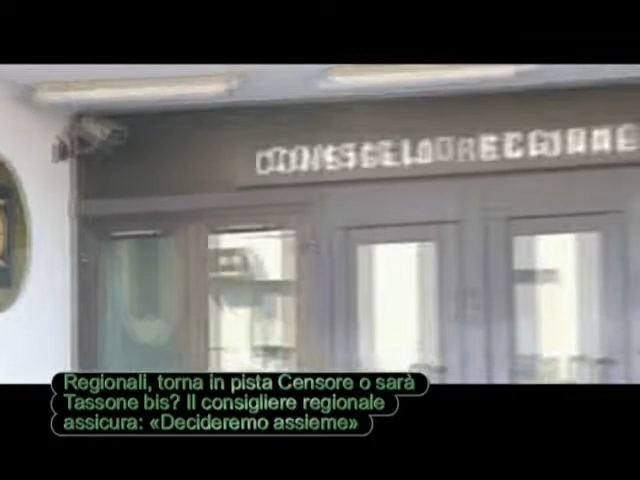 CONSIGLIO REGIONALE
Regionali, torna in pista Censore o sarà
Tassone bis? Il consigliere regionale
assicura: «Decideremo assieme»